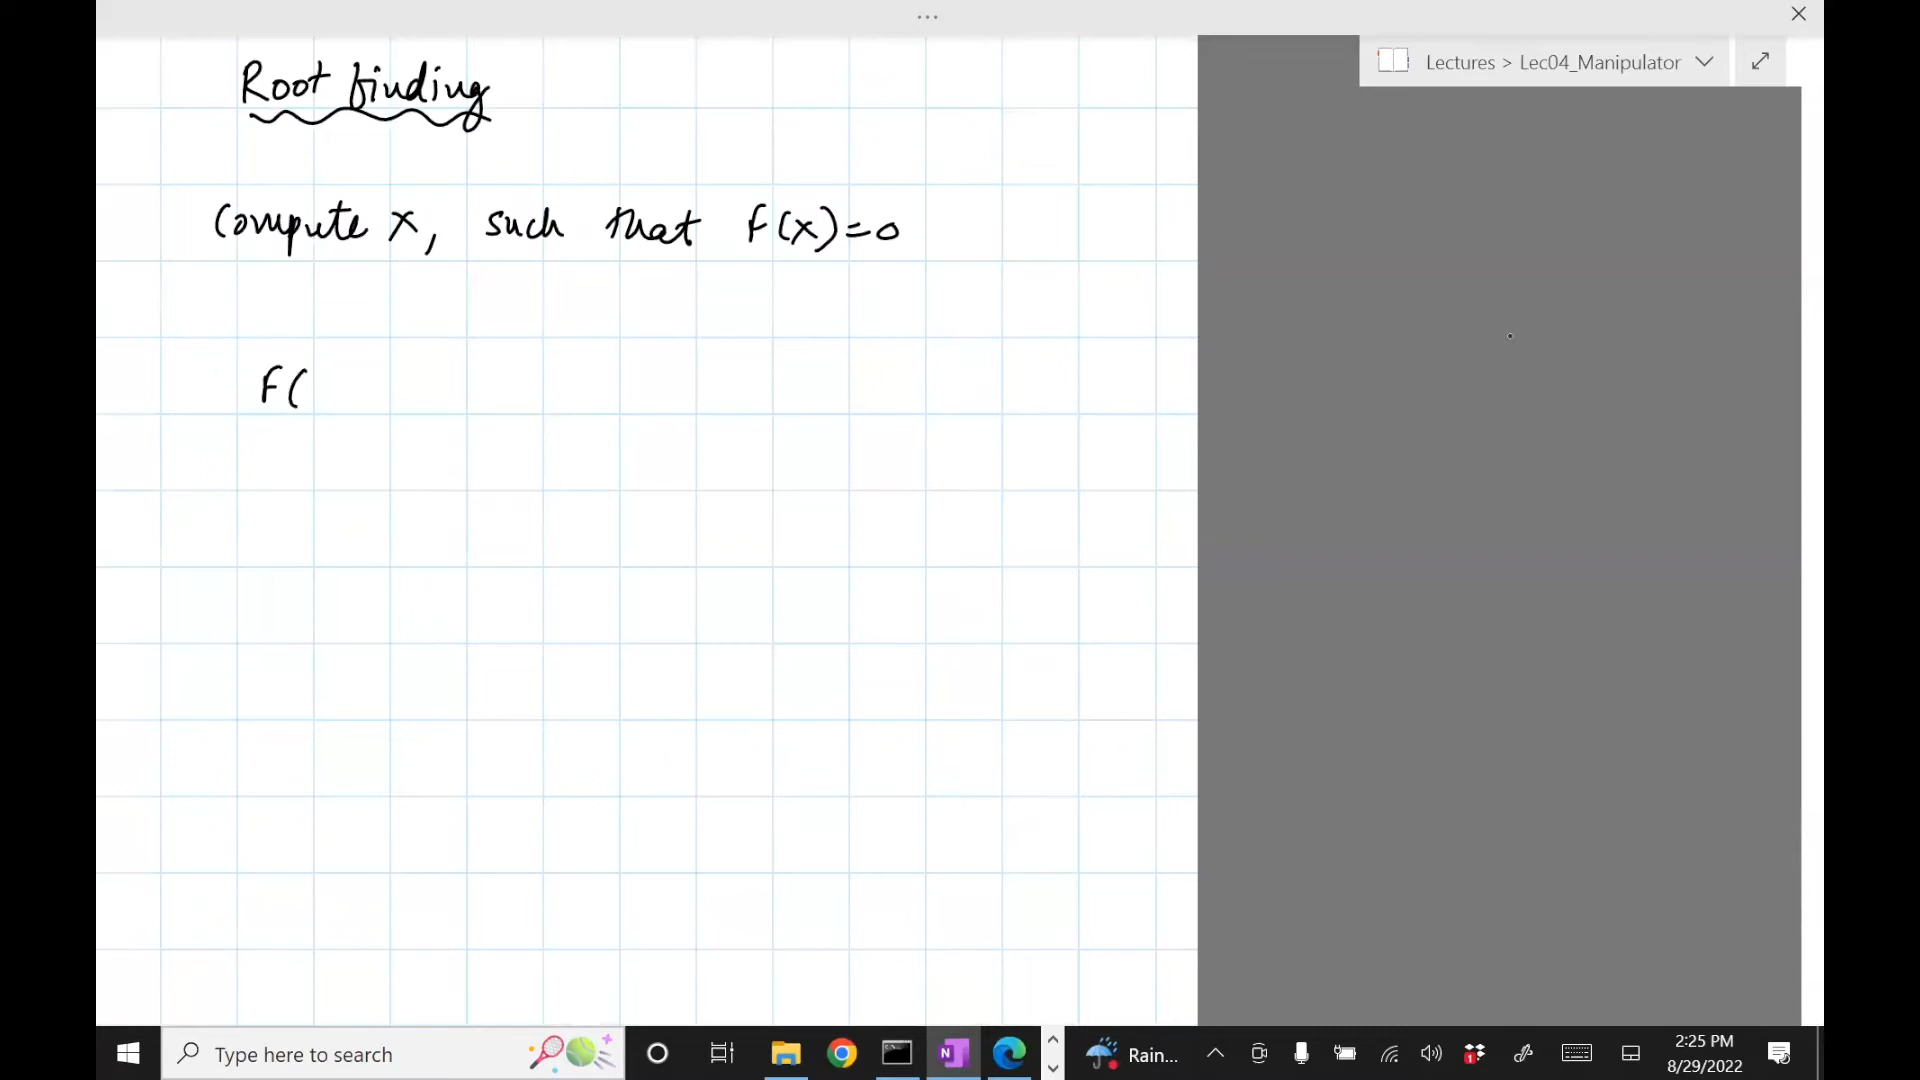 ...
Lectures > Lec04_Manipulator
Root finding
Compute x, such that F(x)=0
F(
Type here to search
N
Rain...
1
2:25 PM
8/29/2022